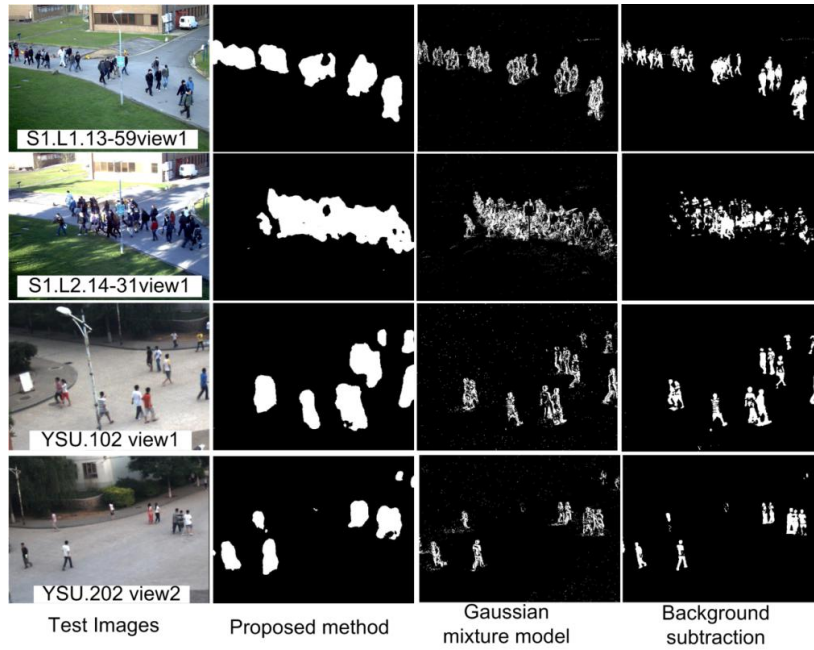 S1.L1.13-59view1
S1.L2.14-31view1
YSU.102 view1
YSU.202 view2
Test Images
Proposed method
Gaussian
mixture model
Background
subtraction